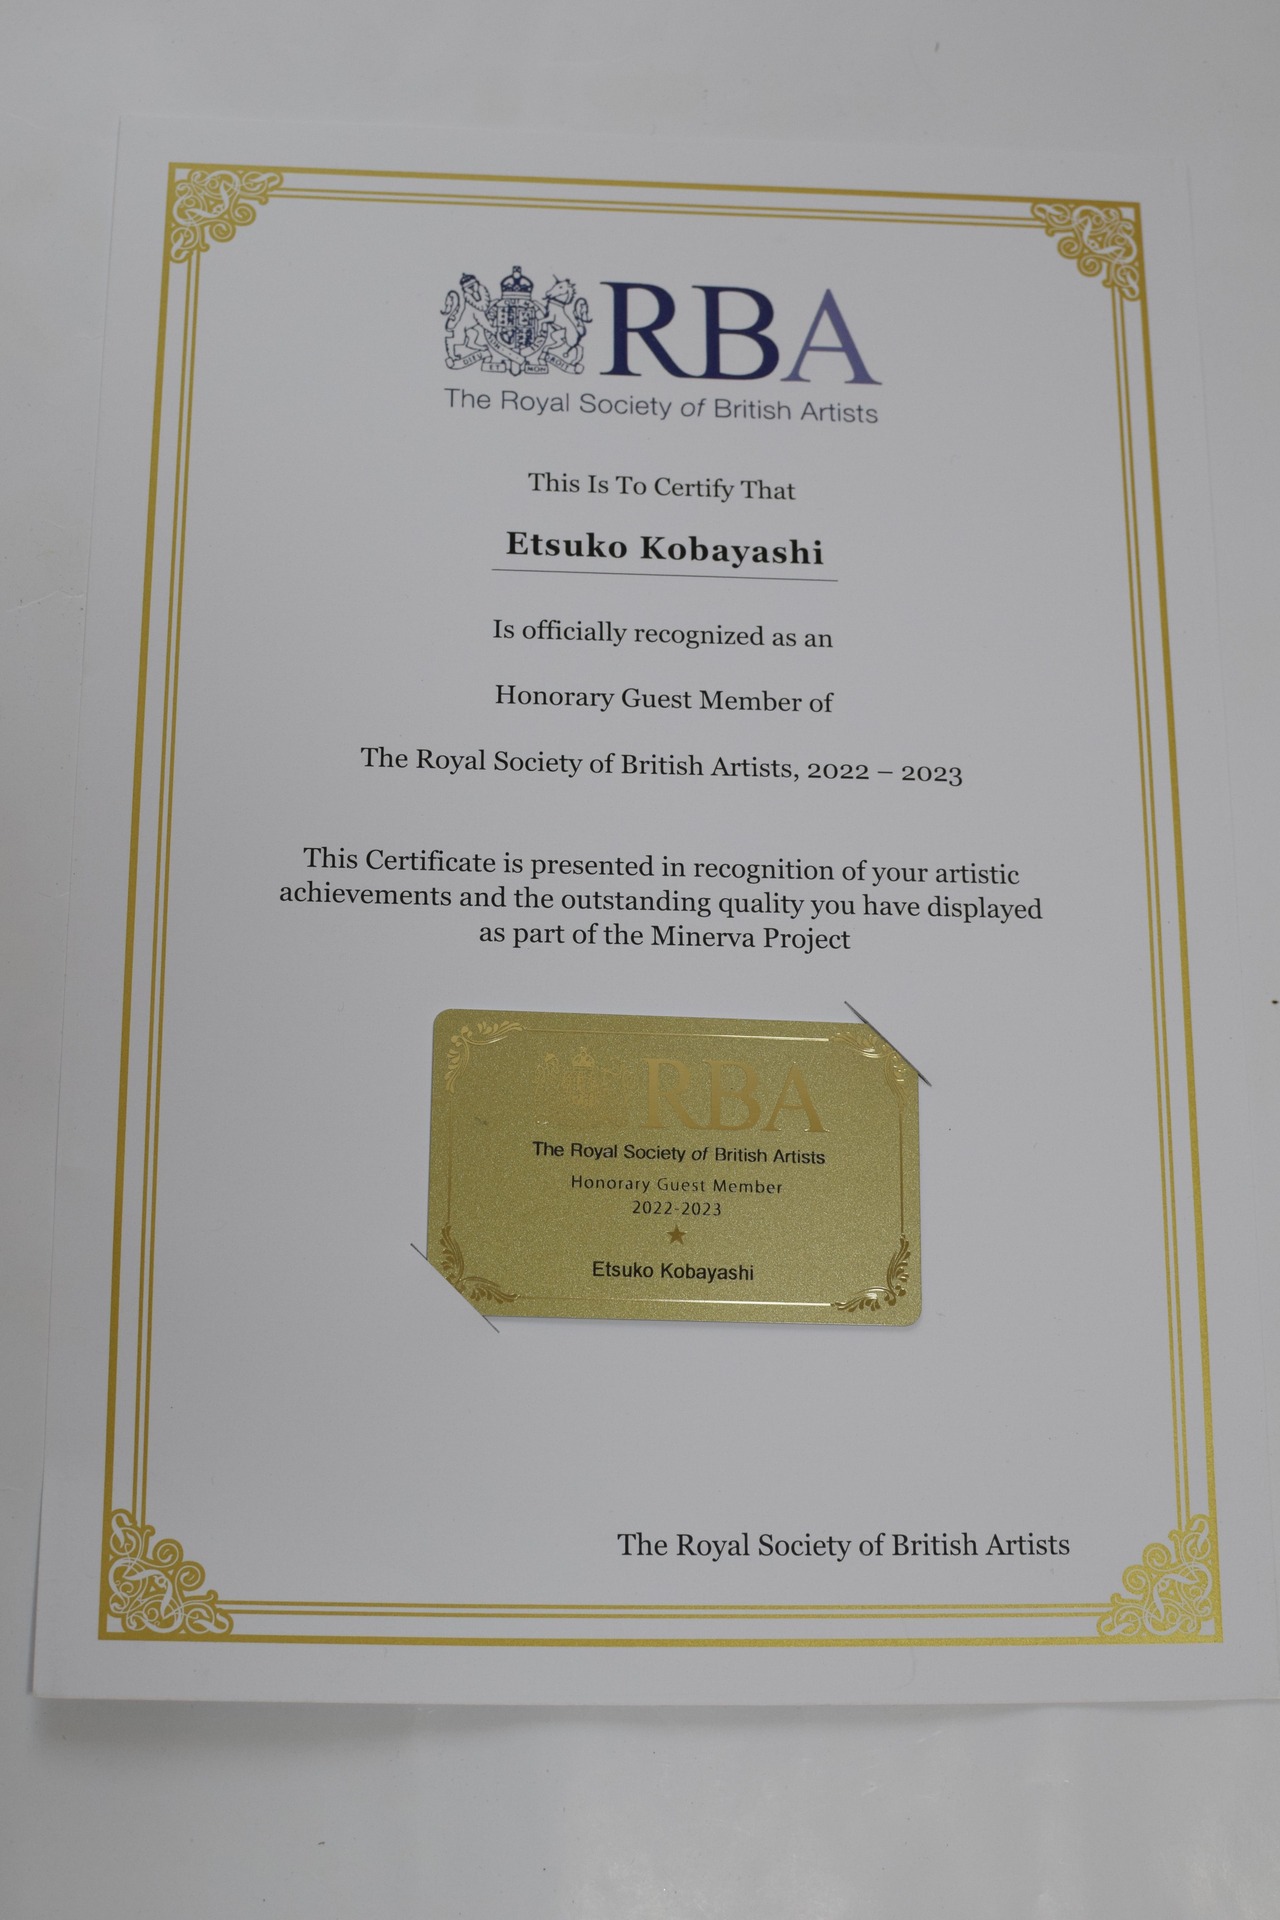 RBA
The Royal Society of British Artists
This Is To Certify That
Etsuko Kobayashi
Is officially recognized as an
Honorary Guest Member of
The Royal Society of British Artists, 2022 – 2023
This Certificate is presented in recognition of your artistic
achievements and the outstanding quality you have displayed
as part of the Minerva Project
RBA
The Royal Society of British Artists
Honorary Guest Member
2022-2023
Etsuko Kobayashi
The Royal Society of British Artists